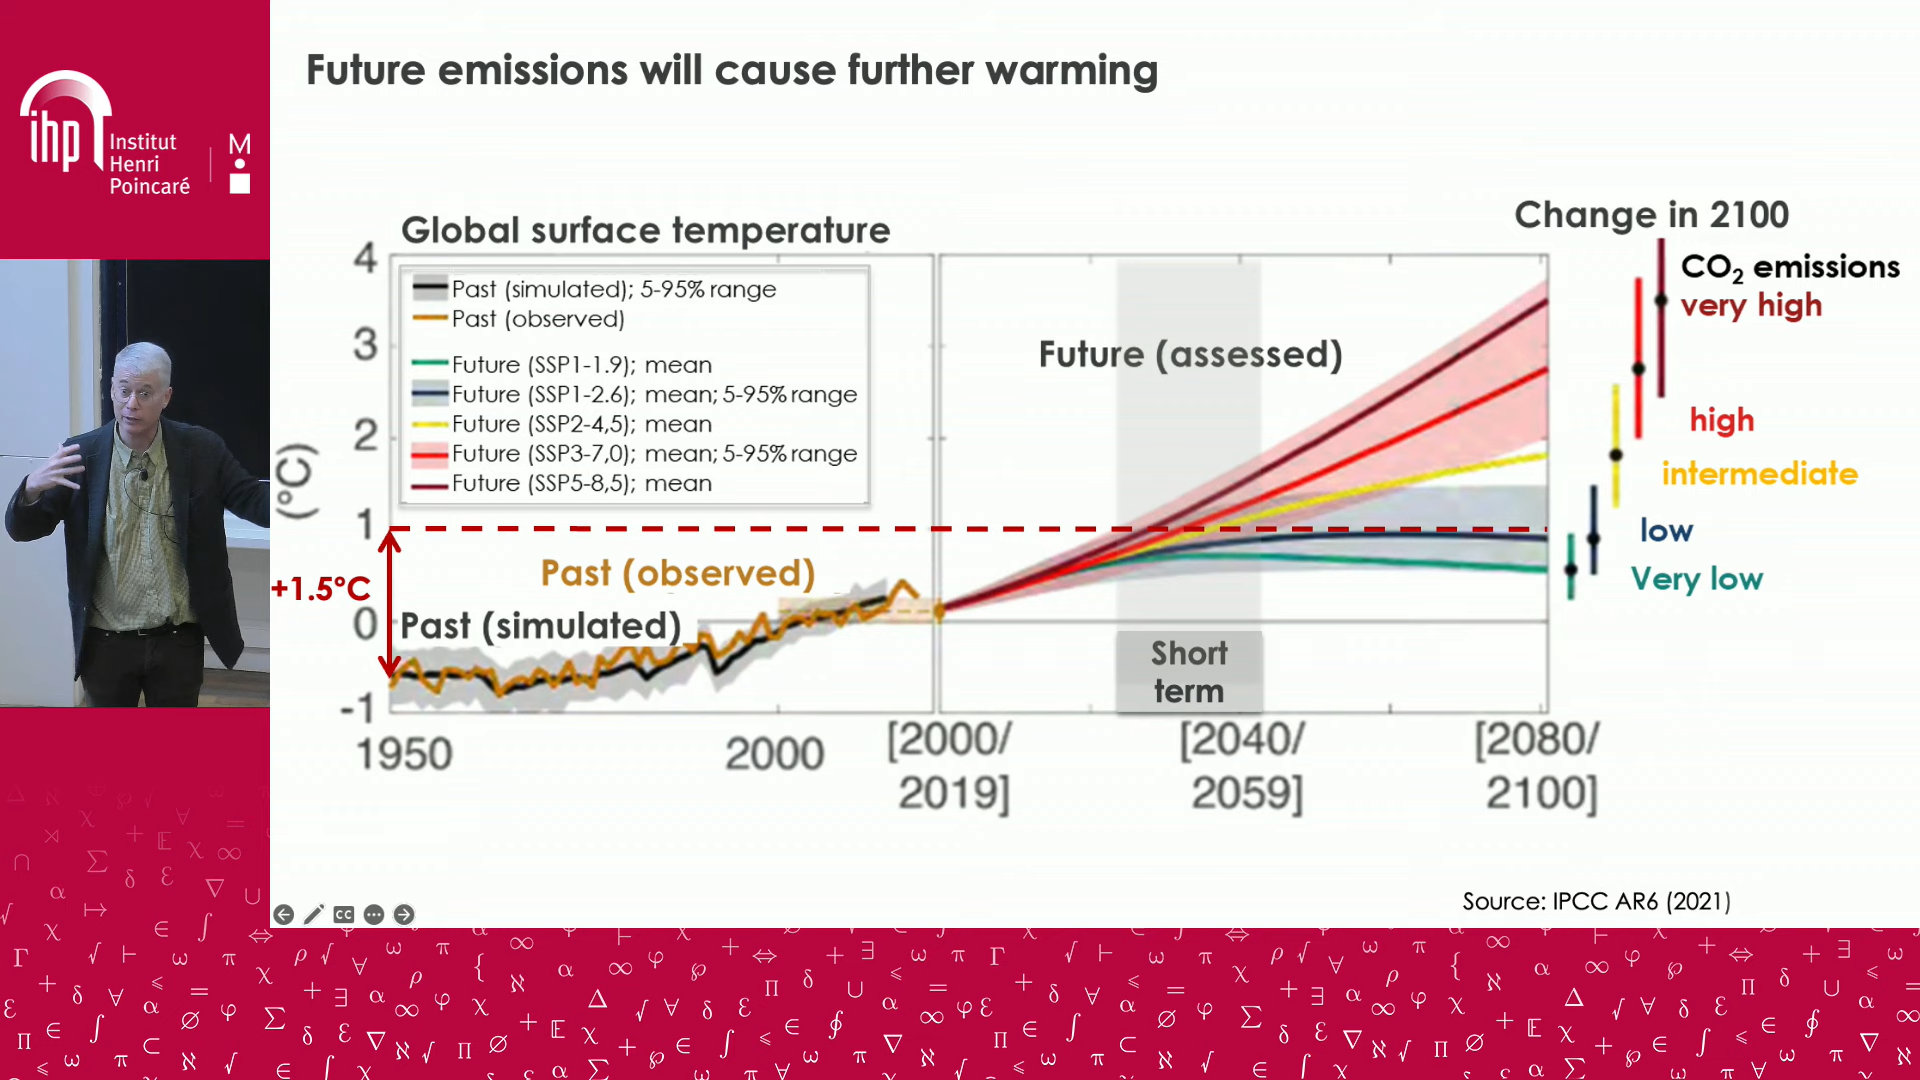 Future emissions will cause further warming
ihp
Institut
Henri
Poincaré
M
Global surface temperature
Change in 2100
CO₂ emissions
very high
high
intermediate
low
Very low
(°C)
4
3
2
1
0
-1
Past (simulated); 5-95% range
Past (observed)
Future (SSP1-1.9); mean
Future (SSP1-2.6); mean; 5-95% range
Future (SSP2-4,5); mean
Future (SSP3-7,0); mean; 5-95% range
Future (SSP5-8,5); mean
Future (assessed)
+1.5°C
Past (observed)
Past (simulated)
Short
term
1950
2000
[2000/
2019]
[2040/
2059]
[2080/
2100]
cc
Source: IPCC AR6 (2021)